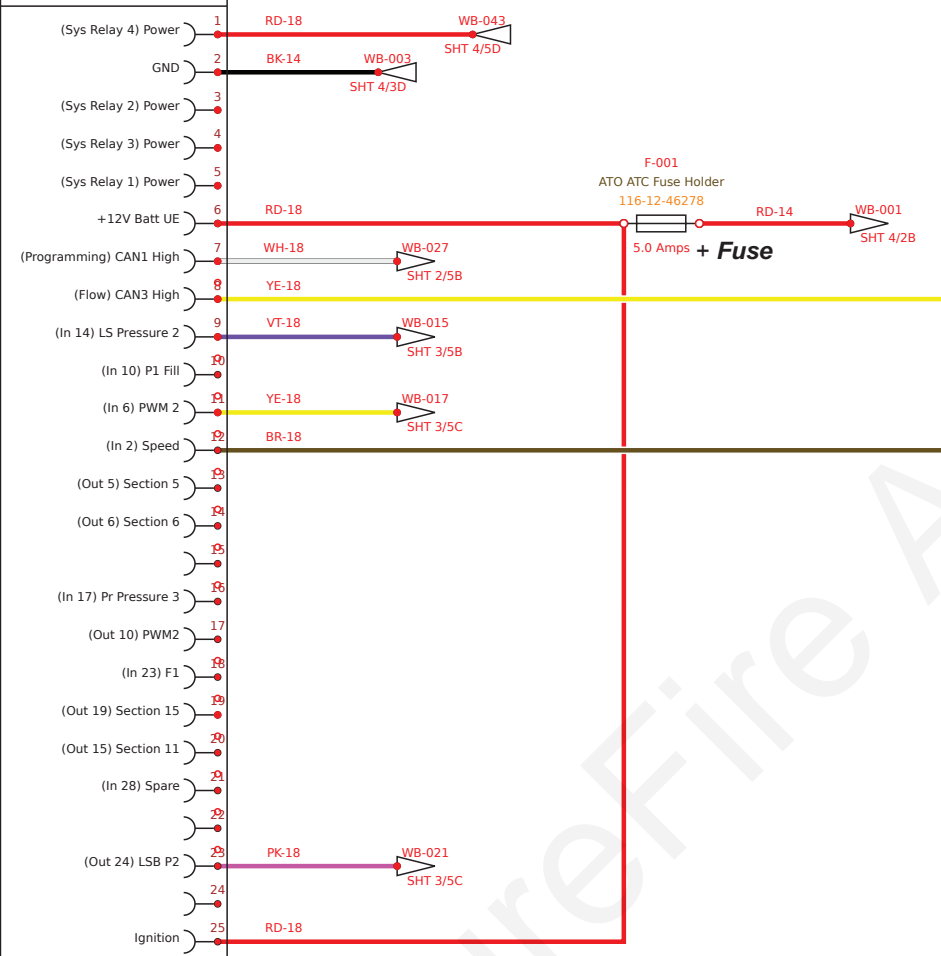 1 RD-18 WB-043
(Sys Relay 4) Power
SHT 4/5D
2 BK-14 WB-003
GND
SHT 4/3D
3
(Sys Relay 2) Power
4
(Sys Relay 3) Power
F-001
5
(Sys Relay 1) Power
ATO ATC Fuse Holder
116-12-46278
6 RD-18 RD-14 WB-001
+12V Batt UE
SHT 4/2B
5.0 Amps + Fuse
7 WH-18 WB-027
(Programming) CAN1 High
SHT 2/5B
8 YE-18
(Flow) CAN3 High
9 VT-18 WB-015
(In 14) LS Pressure 2
SHT 3/5B
10
(In 10) P1 Fill
11 YE-18 WB-017
(In 6) PWM 2
SHT 3/5C
12 BR-18
(In 2) Speed
13
(Out 5) Section 5
14
(Out 6) Section 6
15
16
(In 17) Pr Pressure 3
17
(Out 10) PWM2
18
(In 23) F1
19
(Out 19) Section 15
20
(Out 15) Section 11
21
(In 28) Spare
22
23 PK-18 WB-021
(Out 24) LSB P2
SHT 3/5C
24
25 RD-18
Ignition
ureFire A